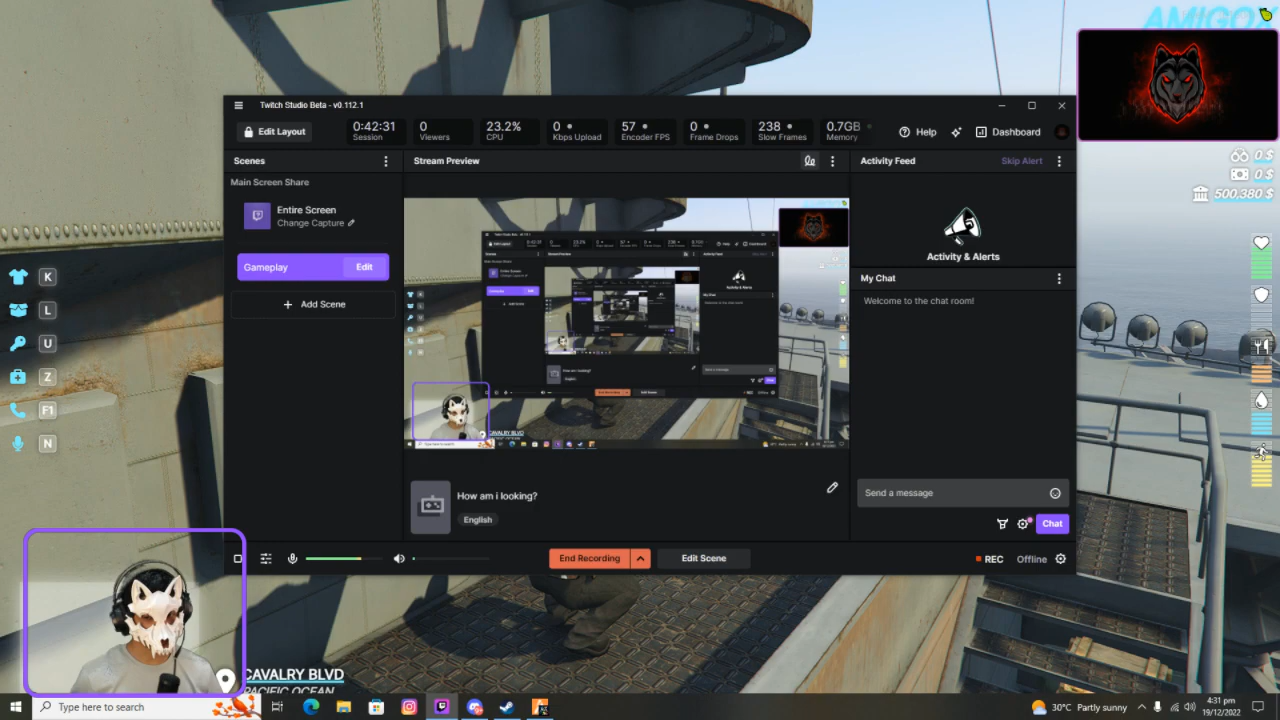 AMIGOX
Twitch Studio Beta - v0.112.1
Edit Layout
0:42:31
Session
0
Viewers
23.2%
CPU
0
Kbps Upload
57
Encoder FPS
0
Frame Drops
238
Slow Frames
0.7GB
Memory
Help
Dashboard
Scenes
Stream Preview
Activity Feed
Skip Alert
Main Screen Share
Entire Screen
Change Capture
Gameplay
Edit
Add Scene
Activity & Alerts
My Chat
Welcome to the chat room!
0 $
0 $
500,380 $
K
L
U
Z
F1
N
How am i looking?
English
Send a message
Chat
End Recording
Edit Scene
REC
Offline
CAVALRY BLVD
PACIFIC OCEAN
Type here to search
30°C Partly sunny
4:31 pm
19/12/2022